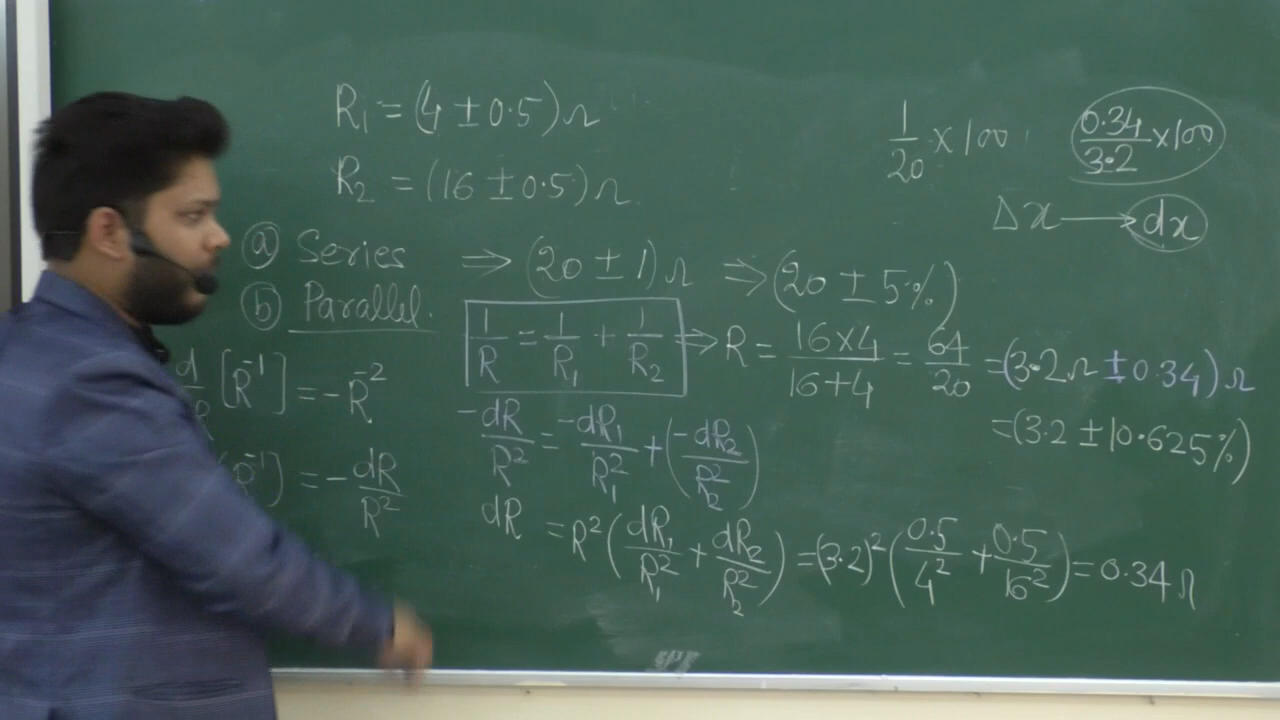 R₁ = (4 ± 0.5)Ω
R₂ = (16 ± 0.5)Ω
1/20 × 100
0.34/3.2 × 100
Δx → dx
(a) Series ⇒ (20 ± 1)Ω ⇒ (20 ± 5%)
(b) Parallel. 1/R = 1/R₁ + 1/R₂ ⇒ R = 16×4/16+4 = 64/20 = (3.2Ω ± 0.34)Ω
= (3.2 ± 10.625%)
[R⁻¹] = -R⁻²
-dR/R² = -dR₁/R₁² + (-dR₂/R₂²)
= -dR/R²
dR = R²(dR₁/R₁² + dR₂/R₂²) = (3.2)²(0.5/4² + 0.5/16²) = 0.34Ω